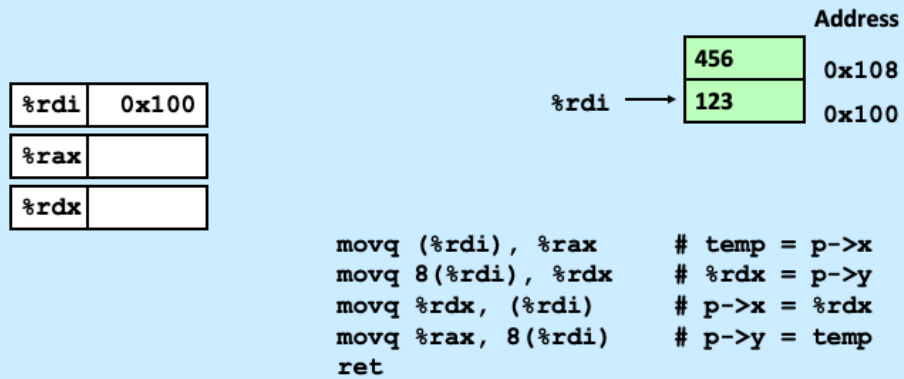 Address
456 0x108
%rdi 0x100
%rdi 123 0x100
%rax
%rdx
movq (%rdi), %rax # temp = p->x
movq 8(%rdi), %rdx # %rdx = p->y
movq %rdx, (%rdi) # p->x = %rdx
movq %rax, 8(%rdi) # p->y = temp
ret